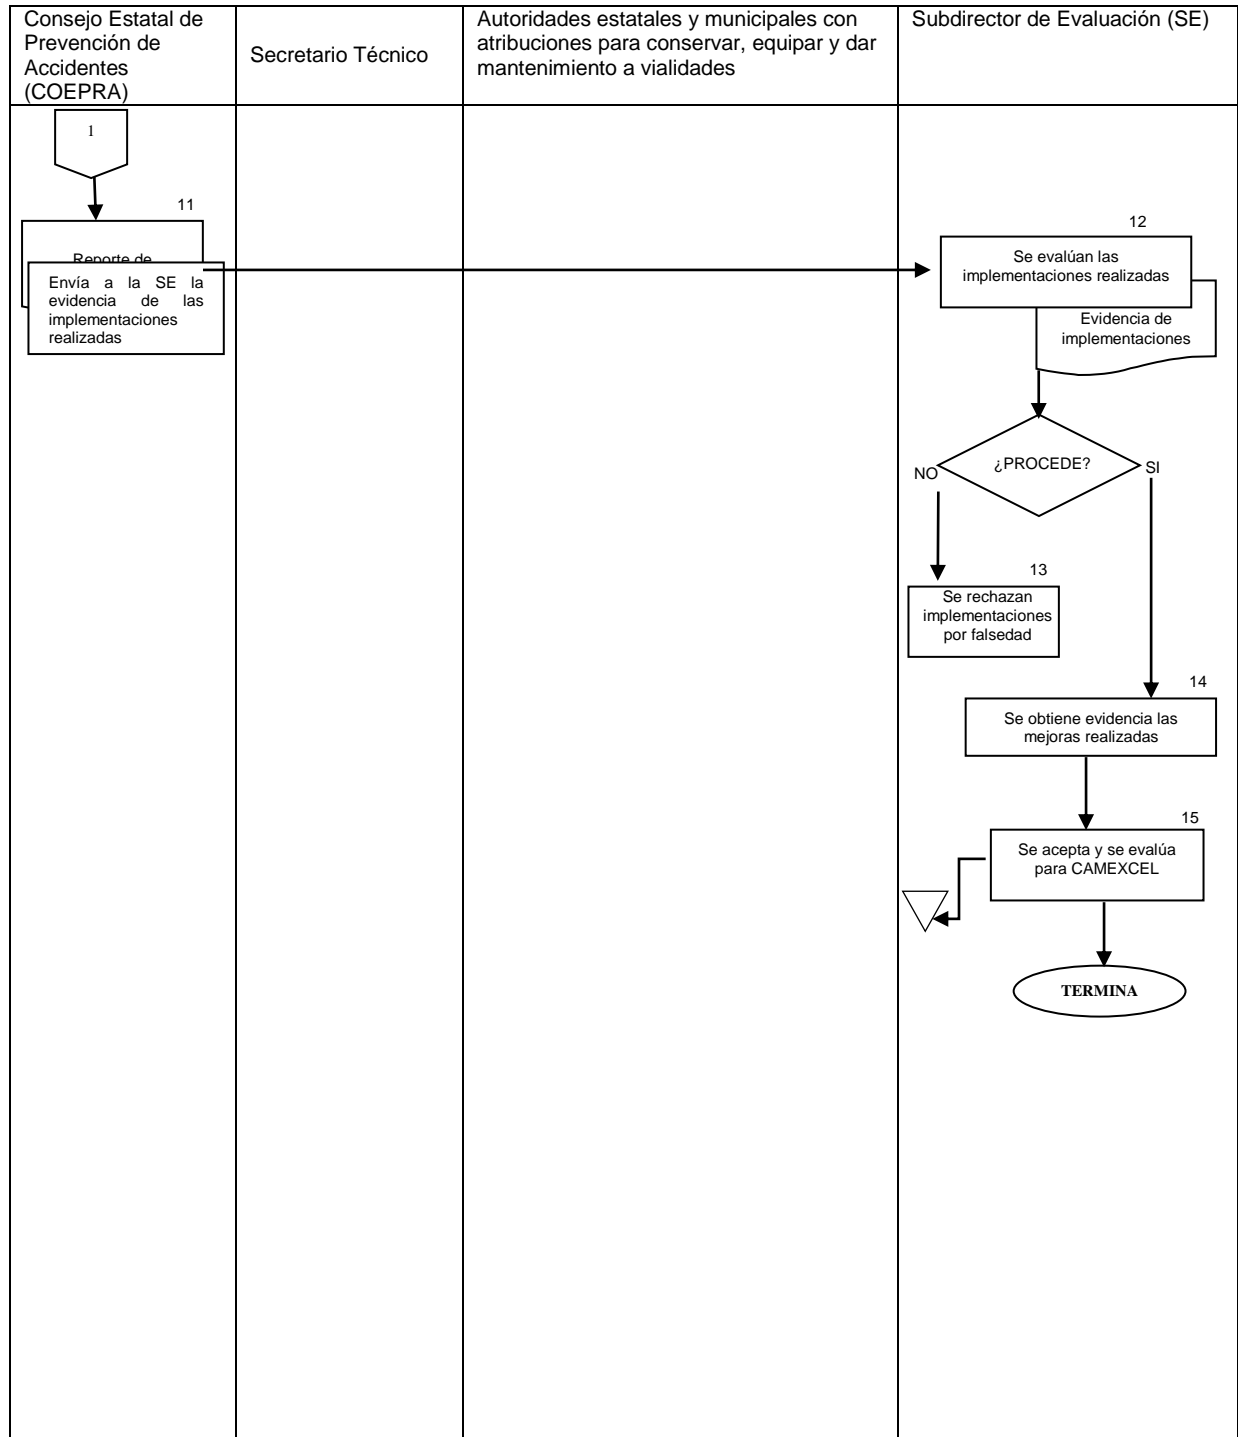 Consejo Estatal de
Prevención de
Accidentes
(COEPRA)
Secretario Técnico
Autoridades estatales y municipales con
atribuciones para conservar, equipar y dar
mantenimiento a vialidades
Subdirector de Evaluación (SE)
1
11
Reporte de
Envía a la SE la
evidencia de las
implementaciones
realizadas
12
Se evalúan las
implementaciones realizadas
Evidencia de
implementaciones
¿PROCEDE?
NO
SI
13
Se rechazan
implementaciones
por falsedad
14
Se obtiene evidencia las
mejoras realizadas
15
Se acepta y se evalúa
para CAMEXCEL
TERMINA